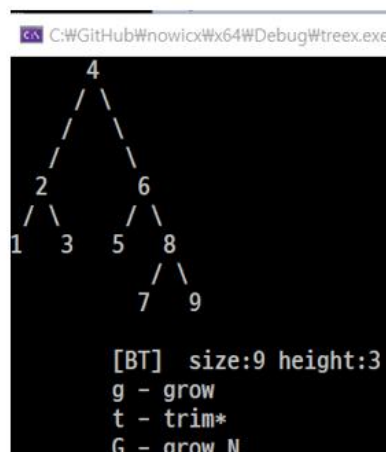 C:₩GitHub₩nowicx₩x64₩Debug₩treex.exe
4
/ \
/ \
/ \
2 6
/ \ / \
1 3 5 8
/ \
7 9
[BT] size:9 height:3
g - grow
t - trim*
G - grow N